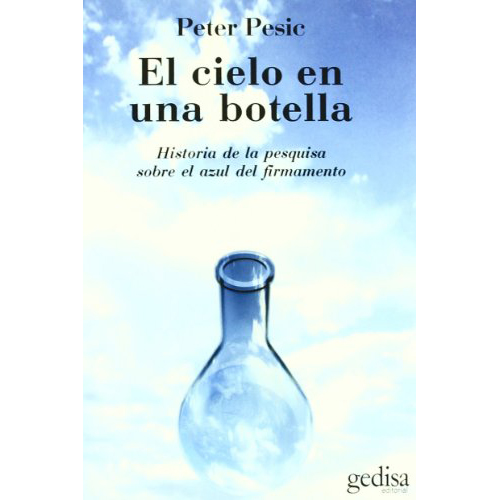 Peter Pesic
El cielo en
una botella
Historia de la pesquisa
sobre el azul del firmamento
gedisa
editorial